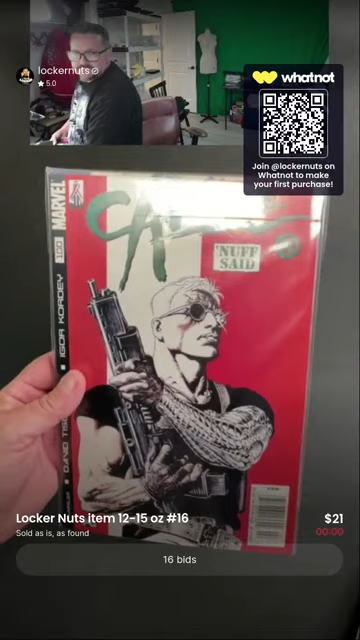 lockernuts
5.0
whatnot
Join @lockernuts on
Whatnot to make
your first purchase!
MARVEL
100
IGOR KORDEY
'NUFF
SAID
Locker Nuts item 12-15 oz #16
$21
Sold as is, as found
00:00
16 bids